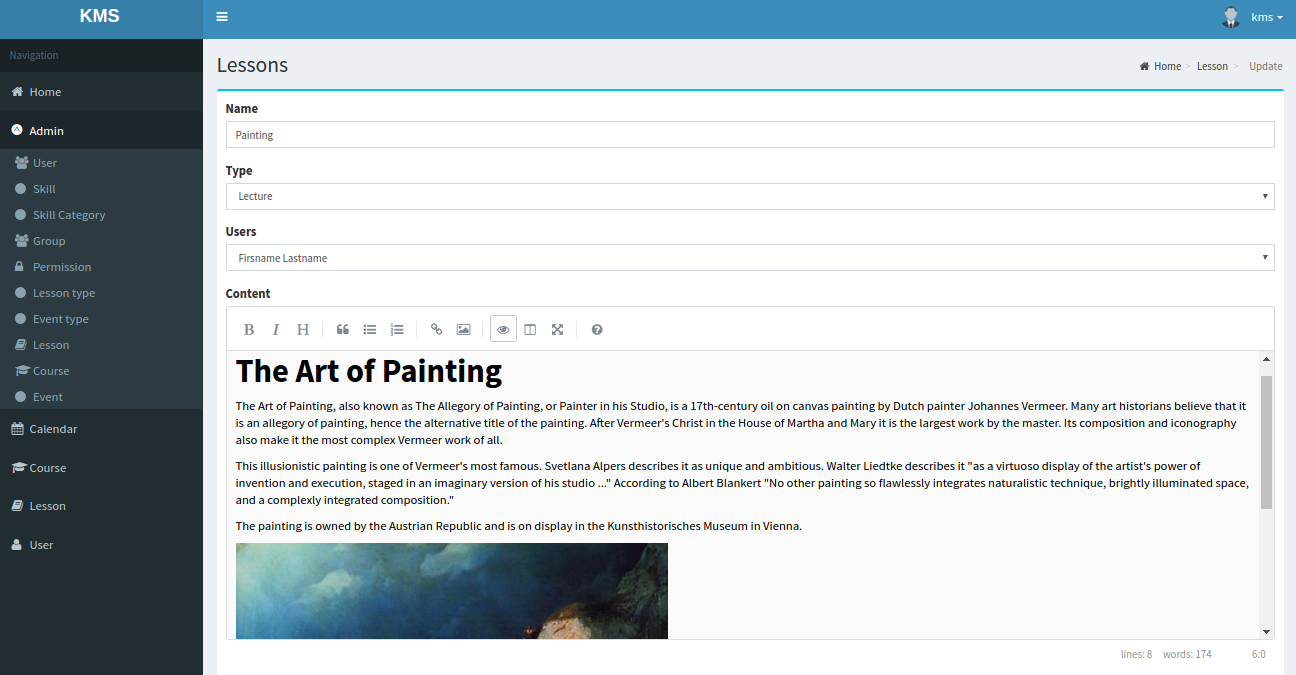 KMS
kms
Navigation
Home
Admin
User
Skill
Skill Category
Group
Permission
Lesson type
Event type
Lesson
Course
Event
Calendar
Course
Lesson
User
Lessons
Home > Lesson > Update
Name
Painting
Type
Lecture
Users
Firsname Lastname
Content
B I H
The Art of Painting
The Art of Painting, also known as The Allegory of Painting, or Painter in his Studio, is a 17th-century oil on canvas painting by Dutch painter Johannes Vermeer. Many art historians believe that it
is an allegory of painting, hence the alternative title of the painting. After Vermeer's Christ in the House of Martha and Mary it is the largest work by the master. Its composition and iconography
also make it the most complex Vermeer work of all.
This illusionistic painting is one of Vermeer's most famous. Svetlana Alpers describes it as unique and ambitious. Walter Liedtke describes it "as a virtuoso display of the artist's power of
invention and execution, staged in an imaginary version of his studio ..." According to Albert Blankert "No other painting so flawlessly integrates naturalistic technique, brightly illuminated space,
and a complexly integrated composition."
The painting is owned by the Austrian Republic and is on display in the Kunsthistorisches Museum in Vienna.
lines: 8 words: 174 6:0